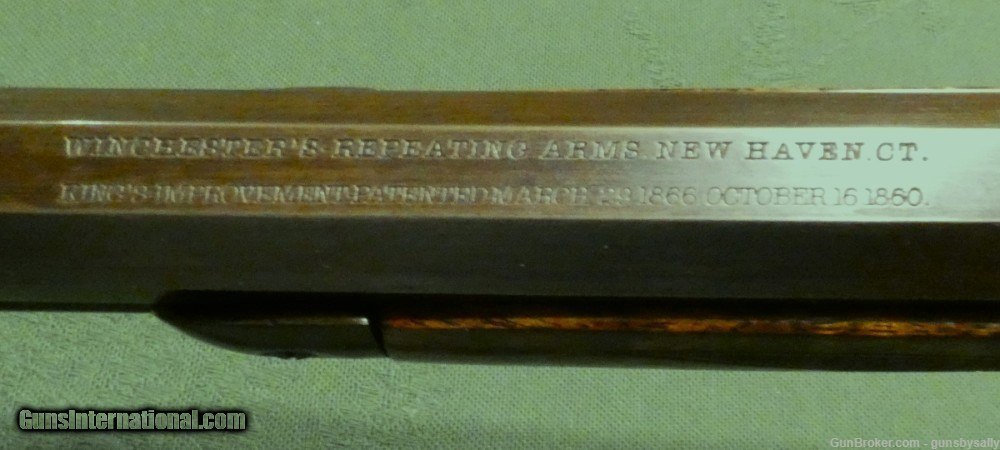 WINCHESTER'S. REPEATING ARMS. NEW HAVEN. CT.
KING'S IMPROVEMENT. PATENTED MARCH. 29. 1866. OCTOBER 16 1860.
GunsInternational.com
GunBroker.com - gunsbysally